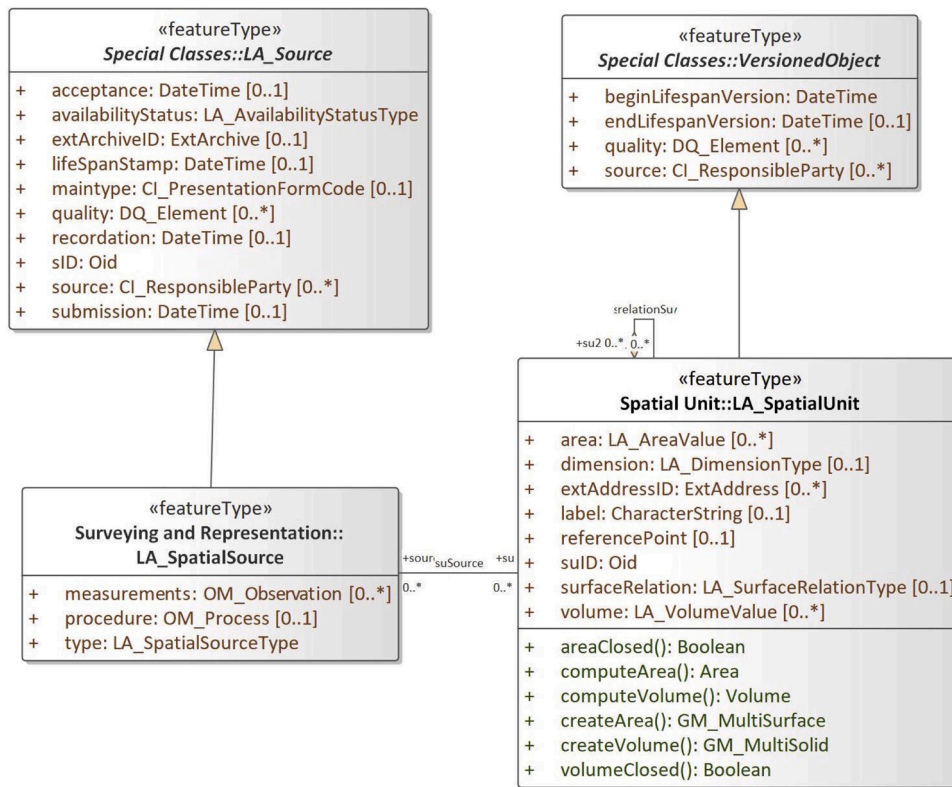 «featureType»
Special Classes::LA_Source
+ acceptance: DateTime [0..1]
+ availabilityStatus: LA_AvailabilityStatusType
+ extArchiveID: ExtArchive [0..1]
+ lifeSpanStamp: DateTime [0..1]
+ maintype: CI_PresentationFormCode [0..1]
+ quality: DQ_Element [0..*]
+ recordation: DateTime [0..1]
+ sID: Oid
+ source: CI_ResponsibleParty [0..*]
+ submission: DateTime [0..1]
«featureType»
Special Classes::VersionedObject
+ beginLifespanVersion: DateTime
+ endLifespanVersion: DateTime [0..1]
+ quality: DQ_Element [0..*]
+ source: CI_ResponsibleParty [0..*]
relationSu
+su2 0..* 0..*
«featureType»
Spatial Unit::LA_SpatialUnit
+ area: LA_AreaValue [0..*]
+ dimension: LA_DimensionType [0..1]
+ extAddressID: ExtAddress [0..*]
+ label: CharacterString [0..1]
+ referencePoint [0..1]
+ suID: Oid
+ surfaceRelation: LA_SurfaceRelationType [0..1]
+ volume: LA_VolumeValue [0..*]
+ areaClosed(): Boolean
+ computeArea(): Area
+ computeVolume(): Volume
+ createArea(): GM_MultiSurface
+ createVolume(): GM_MultiSolid
+ volumeClosed(): Boolean
«featureType»
Surveying and Representation::
LA_SpatialSource
+ measurements: OM_Observation [0..*]
+ procedure: OM_Process [0..1]
+ type: LA_SpatialSourceType
+sour suSource +su
0..* 0..*